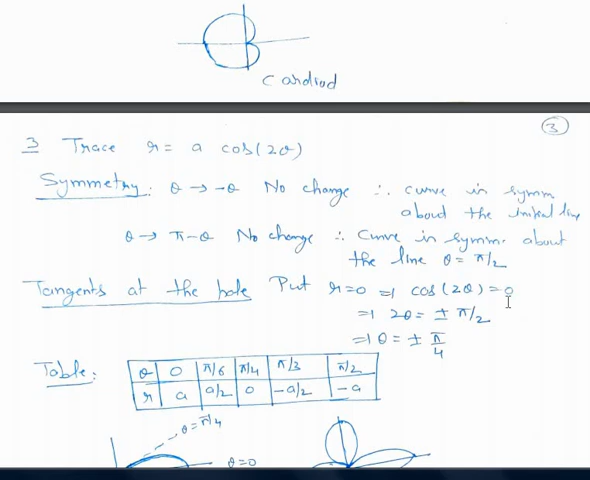 Cardiod
3
3 Trace r = a cos(2θ)
Symmetry: θ → -θ No change ∴ curve is symm
about the initial line
θ → π-θ No change ∴ Curve is symm. about
the line θ = π/2
Tangents at the pole Put r=0 ⇒ cos(2θ)=0
⇒ 2θ = ± π/2
⇒ θ = ± π/4
Table: θ 0 π/6 π/4 π/3 π/2
r a a/2 0 -a/2 -a
θ = π/4
θ=0